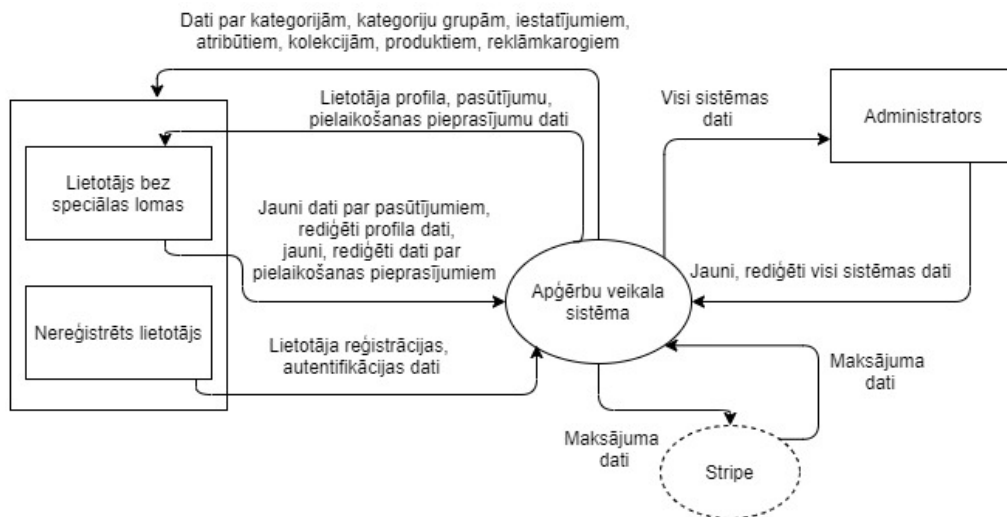 Dati par kategorijām, kategoriju grupām, iestatījumiem,
atribūtiem, kolekcijām, produktiem, reklāmkarogiem
Lietotāja profila, pasūtījumu,
pielaikošanas pieprasījumu dati
Visi sistēmas
dati
Administrators
Lietotājs bez
speciālas lomas
Jauni dati par pasūtījumiem,
rediģēti profila dati,
jauni, rediģēti dati par
pielaikošanas pieprasījumiem
Apģērbu veikala
sistēma
Jauni, rediģēti visi sistēmas dati
Nereģistrēts lietotājs
Lietotāja reģistrācijas,
autentifikācijas dati
Maksājuma
dati
Maksājuma
dati
Stripe